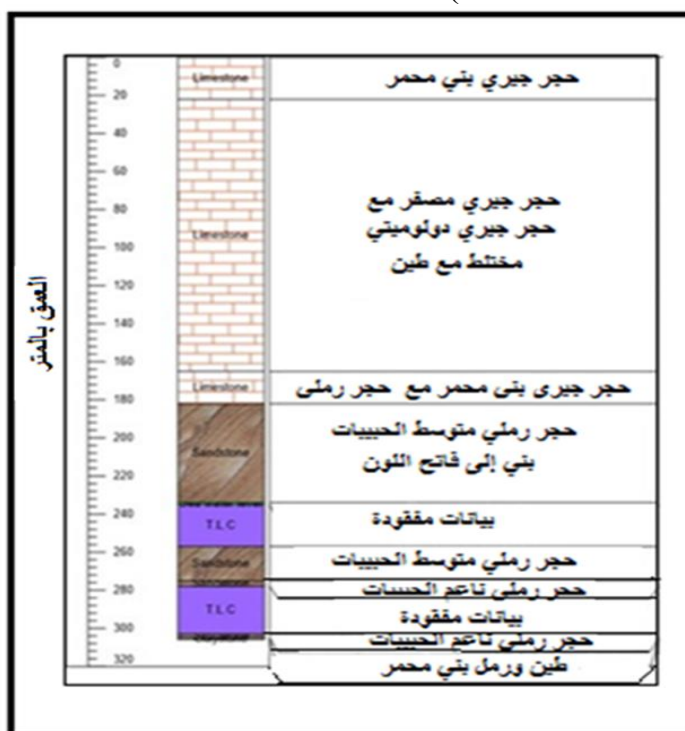 العمق بالمتر
0
20
40
60
80
100
120
140
160
180
200
220
240
260
280
300
320
Limestone
حجر جيري بني محمر
Limestone
حجر جيري مصفر مع
حجر جيري دولوميتي
مختلط مع طين
Limestone
حجر جيرى بنى محمر مع حجر رملى
Sandstone
حجر رملي متوسط الحبيبات
بني إلى فاتح اللون
T.L.C
بيانات مفقودة
Sandstone
حجر رملي متوسط الحبيبات
حجر رملي ناعم الحبيبات
T.L.C
بيانات مفقودة
حجر رملي ناعم الحبيبات
Claystone
طين ورمل بني محمر